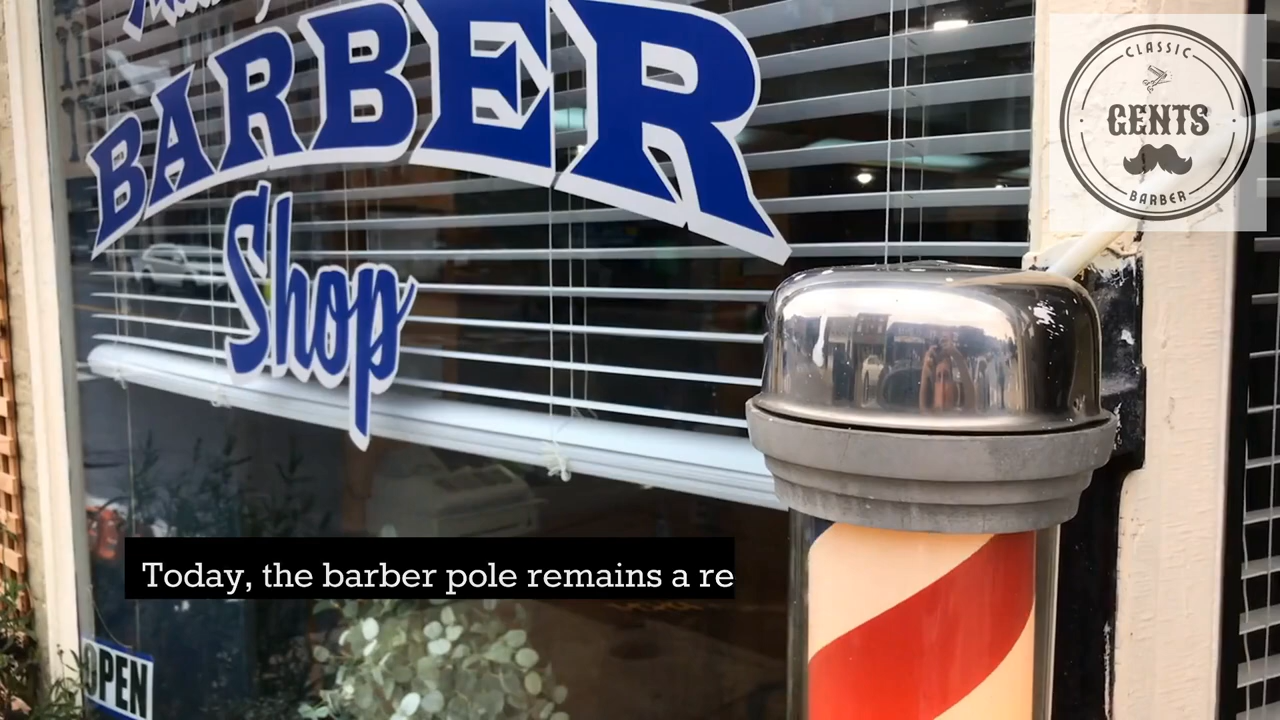 BARBER
Shop
CLASSIC
GENTS
BARBER
Today, the barber pole remains a re
OPEN